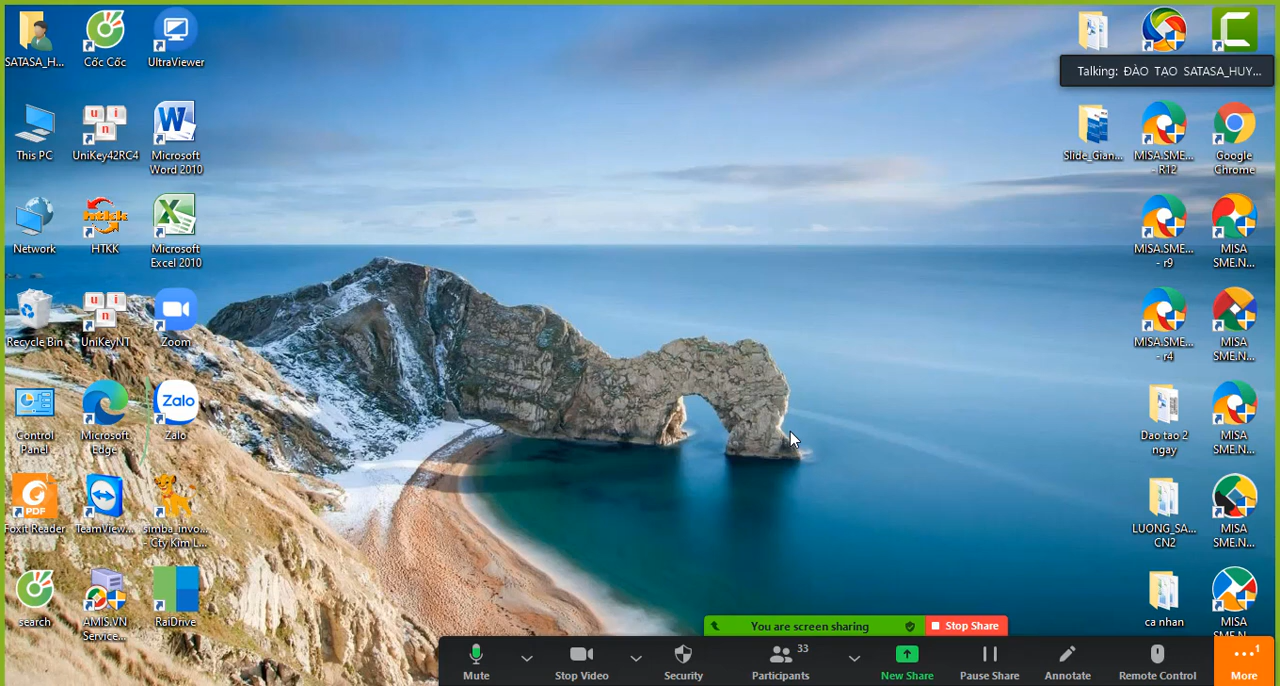 SATASA_H...
Cốc Cốc
UltraViewer
This PC
UniKey42RC4
Microsoft
Word 2010
Network
HTKK
Microsoft
Excel 2010
Recycle Bin
UniKeyNT
Zoom
Control
Panel
Microsoft
Edge
Zalo
Zalo
PDF
Foxit Reader
TeamView...
simba_invo...
- Cty Kim L...
search
AMIS.VN
Service...
RaiDrive
Talking: ĐÀO TẠO SATASA_HUY...
Slide_Gian...
MISA.SME...
- R12
Google
Chrome
MISA.SME...
- r9
MISA
SME.N...
MISA.SME...
- r4
MISA
SME.N...
Dao tao 2
ngay
MISA
SME.N...
LUONG_SA...
CN2
MISA
SME.N...
ca nhan
MISA
You are screen sharing
Stop Share
Mute
Stop Video
Security
Participants
33
New Share
Pause Share
Annotate
Remote Control
More
1